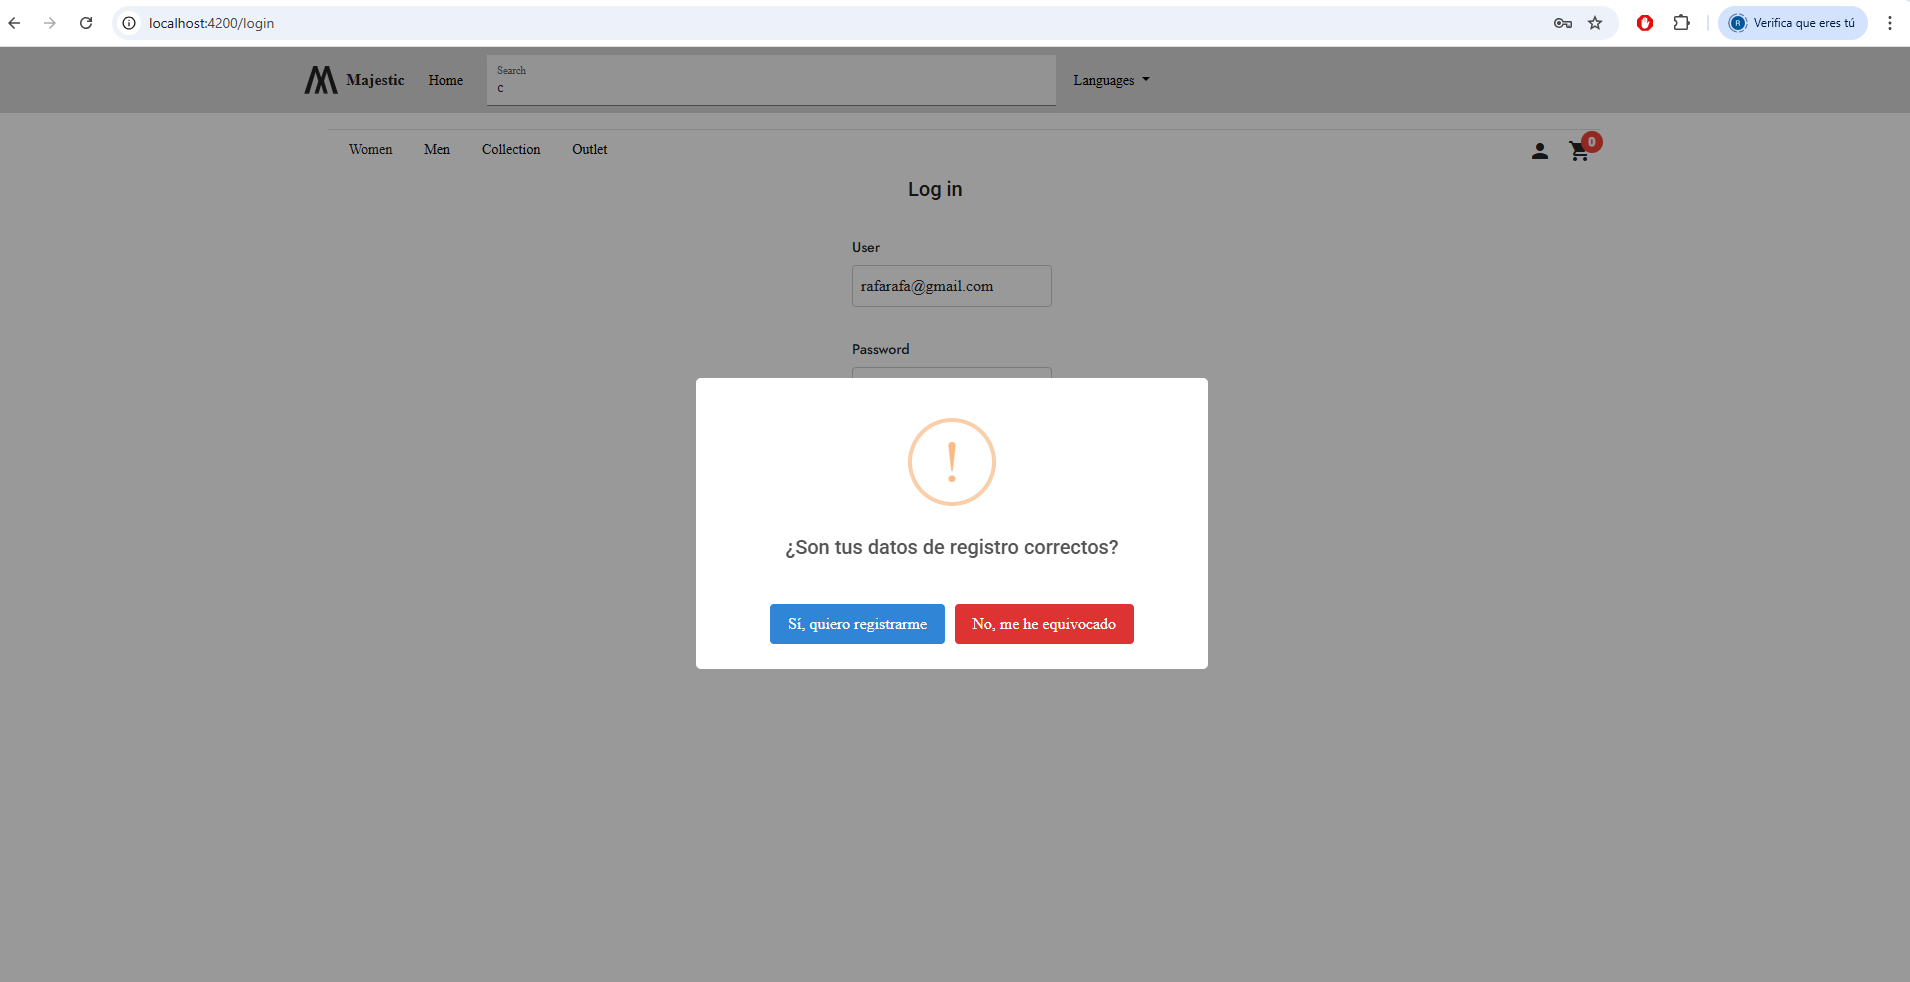 localhost:4200/login
R Verifica que eres tú
Majestic Home Search Languages
c
Women Men Collection Outlet 0
Log in
User
rafarafa@gmail.com
Password
!
¿Son tus datos de registro correctos?
Sí, quiero registrarme No, me he equivocado